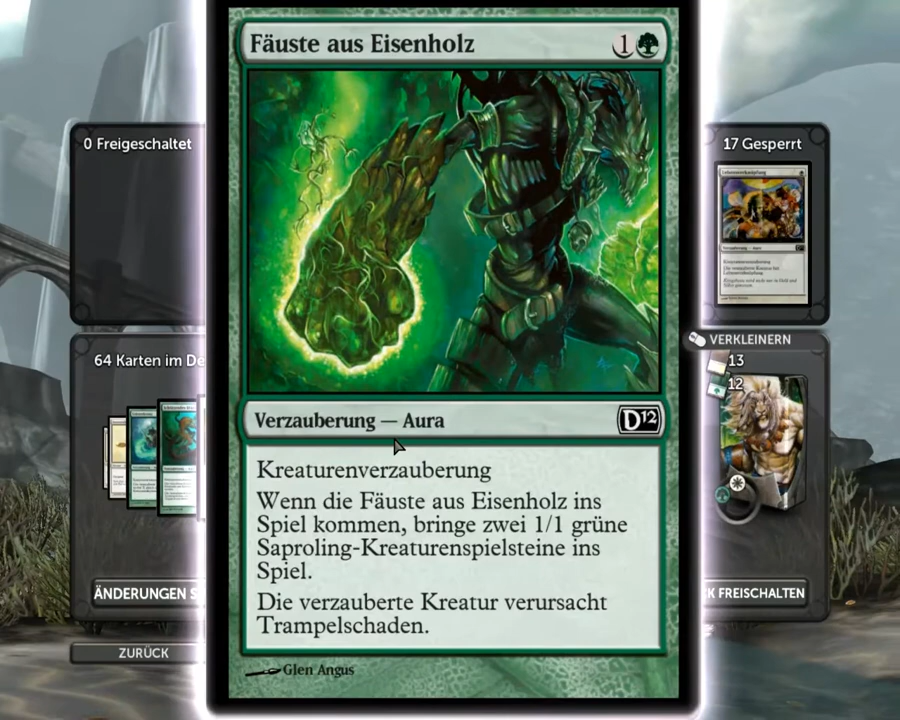 Fäuste aus Eisenholz 1
0 Freigeschaltet
17 Gesperrt
Lebensverknüpfung
VERKLEINERN
64 Karten im De
13
12
Verzauberung — Aura D12
Kreaturenverzauberung
Wenn die Fäuste aus Eisenholz ins
Spiel kommen, bringe zwei 1/1 grüne
Saproling-Kreaturenspielsteine ins
Spiel.
Die verzauberte Kreatur verursacht
Trampelschaden.
ÄNDERUNGEN S
K FREISCHALTEN
ZURÜCK
Glen Angus